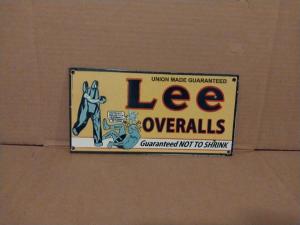 UNION MADE GUARANTEED
Lee
OVERALLS
Guaranteed NOT TO SHRINK